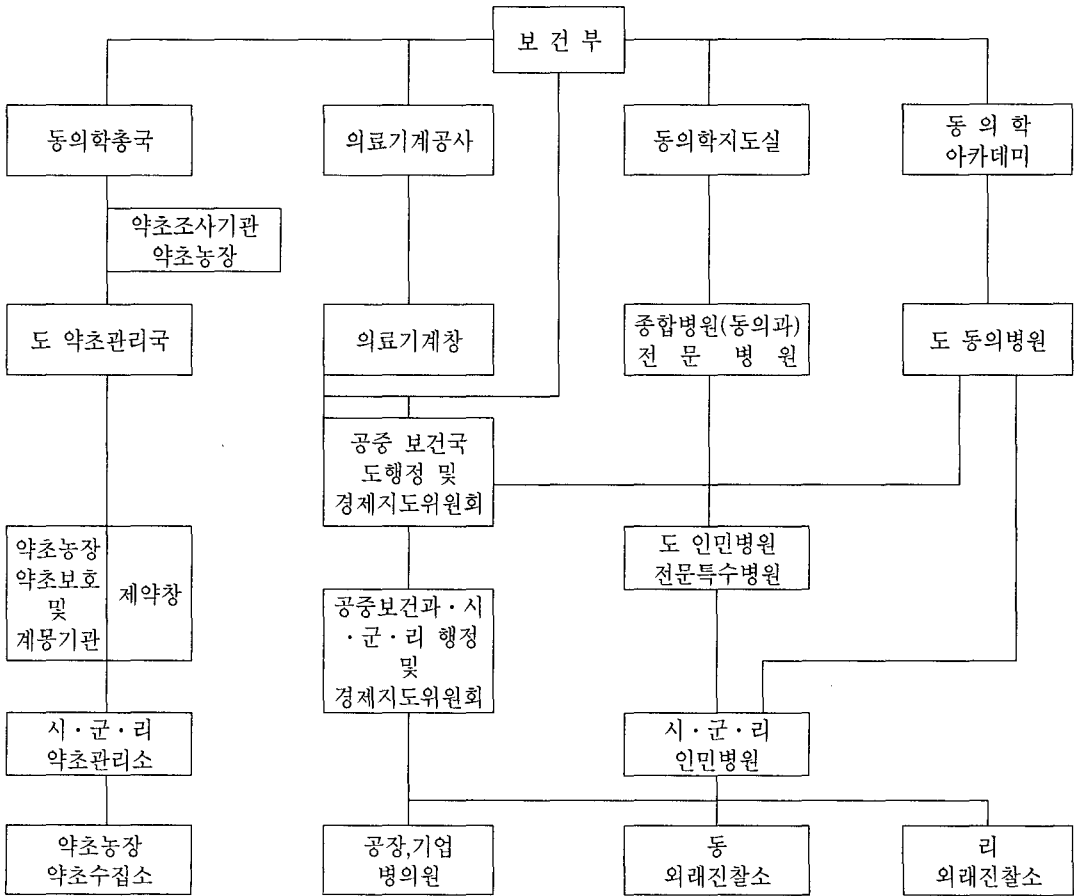 보 건 부
동의학총국
의료기계공사
동의학지도실
동 의 학
아카데미
약초조사기관
약초농장
도 약초관리국
의료기계창
종합병원(동의과)
전 문 병 원
도 동의병원
공중 보건국
도행정 및
경제지도위원회
약초농장
약초보호
및
계몽기관
제약창
도 인민병원
전문특수병원
공중보건과·시
·군·리 행정
및
경제지도위원회
시·군·리
약초관리소
시·군·리
인민병원
약초농장
약초수집소
공장,기업
병의원
동
외래진찰소
리
외래진찰소